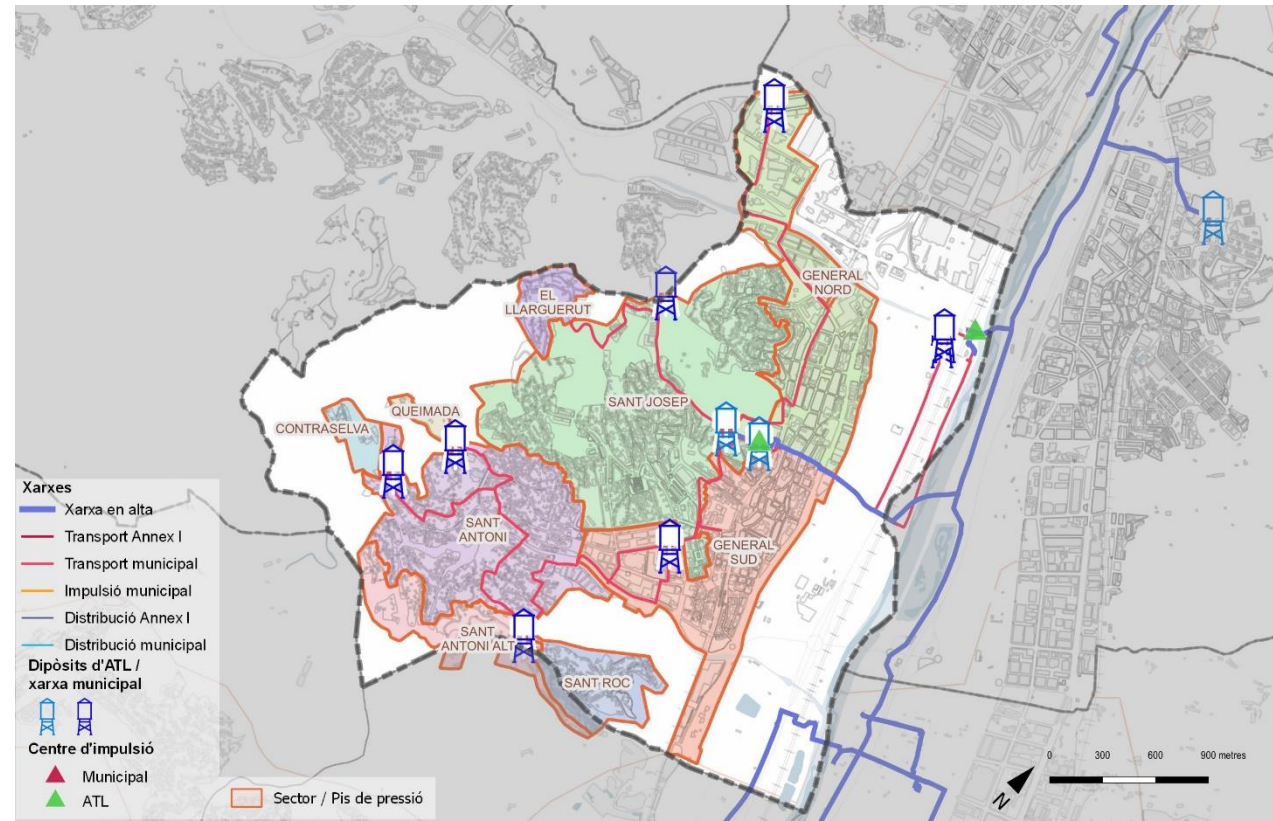 GENERAL
NORD
EL
LLARGUERUT
SANT JOSEP
QUEIMADA
CONTRASELVA
SANT
ANTONI
GENERAL
SUD
SANT
ANTONI ALT
SANT ROC
Xarxes
Xarxa en alta
Transport Annex I
Transport municipal
Impulsió municipal
Distribució Annex I
Distribució municipal
Dipòsits d'ATL /
xarxa municipal
Centre d'impulsió
Municipal
ATL
Sector / Pis de pressió
0 300 600 900 metres
N